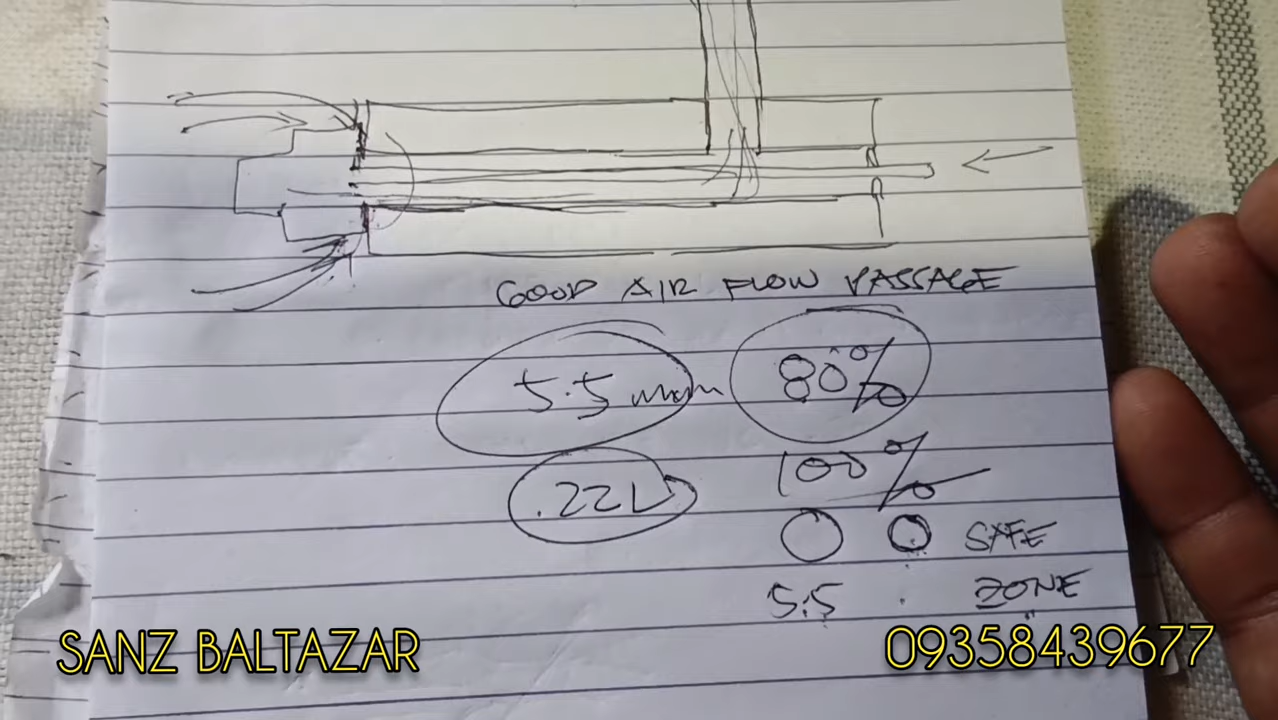 GOOD AIR FLOW PASSAGE
5.5 mm 80%
.22L 100%
SAFE
5.5 . ZONE
SANZ BALTAZAR 09358439677